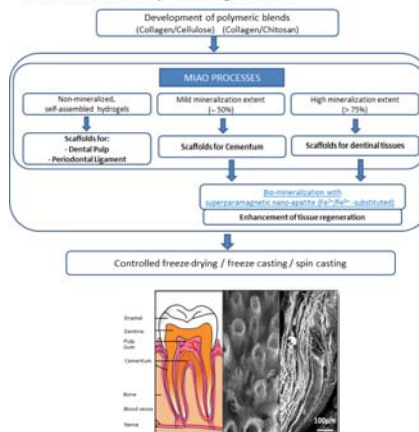 Development of polymeric blends
(Collagen/Cellulose) (Collagen/Chitosan)
MIAO PROCESSES
Non-mineralized,
self-assembled hydrogels
Mild mineralization extent
(~ 50%)
High mineralization extent
(> 75%)
Scaffolds for:
- Dental Pulp
- Periodontal Ligament
Scaffolds for Cementum
Scaffolds for dentinal tissues
Bio-mineralization with
superparamagnetic nano-apatite (Fe²⁺/Fe³⁺ -substituted)
Enhancement of tissue regeneration
Controlled freeze drying / freeze casting / spin casting
Enamel
Dentine
Pulp
Gum
Cementum
Bone
Blood vessel
Nerve
100µm